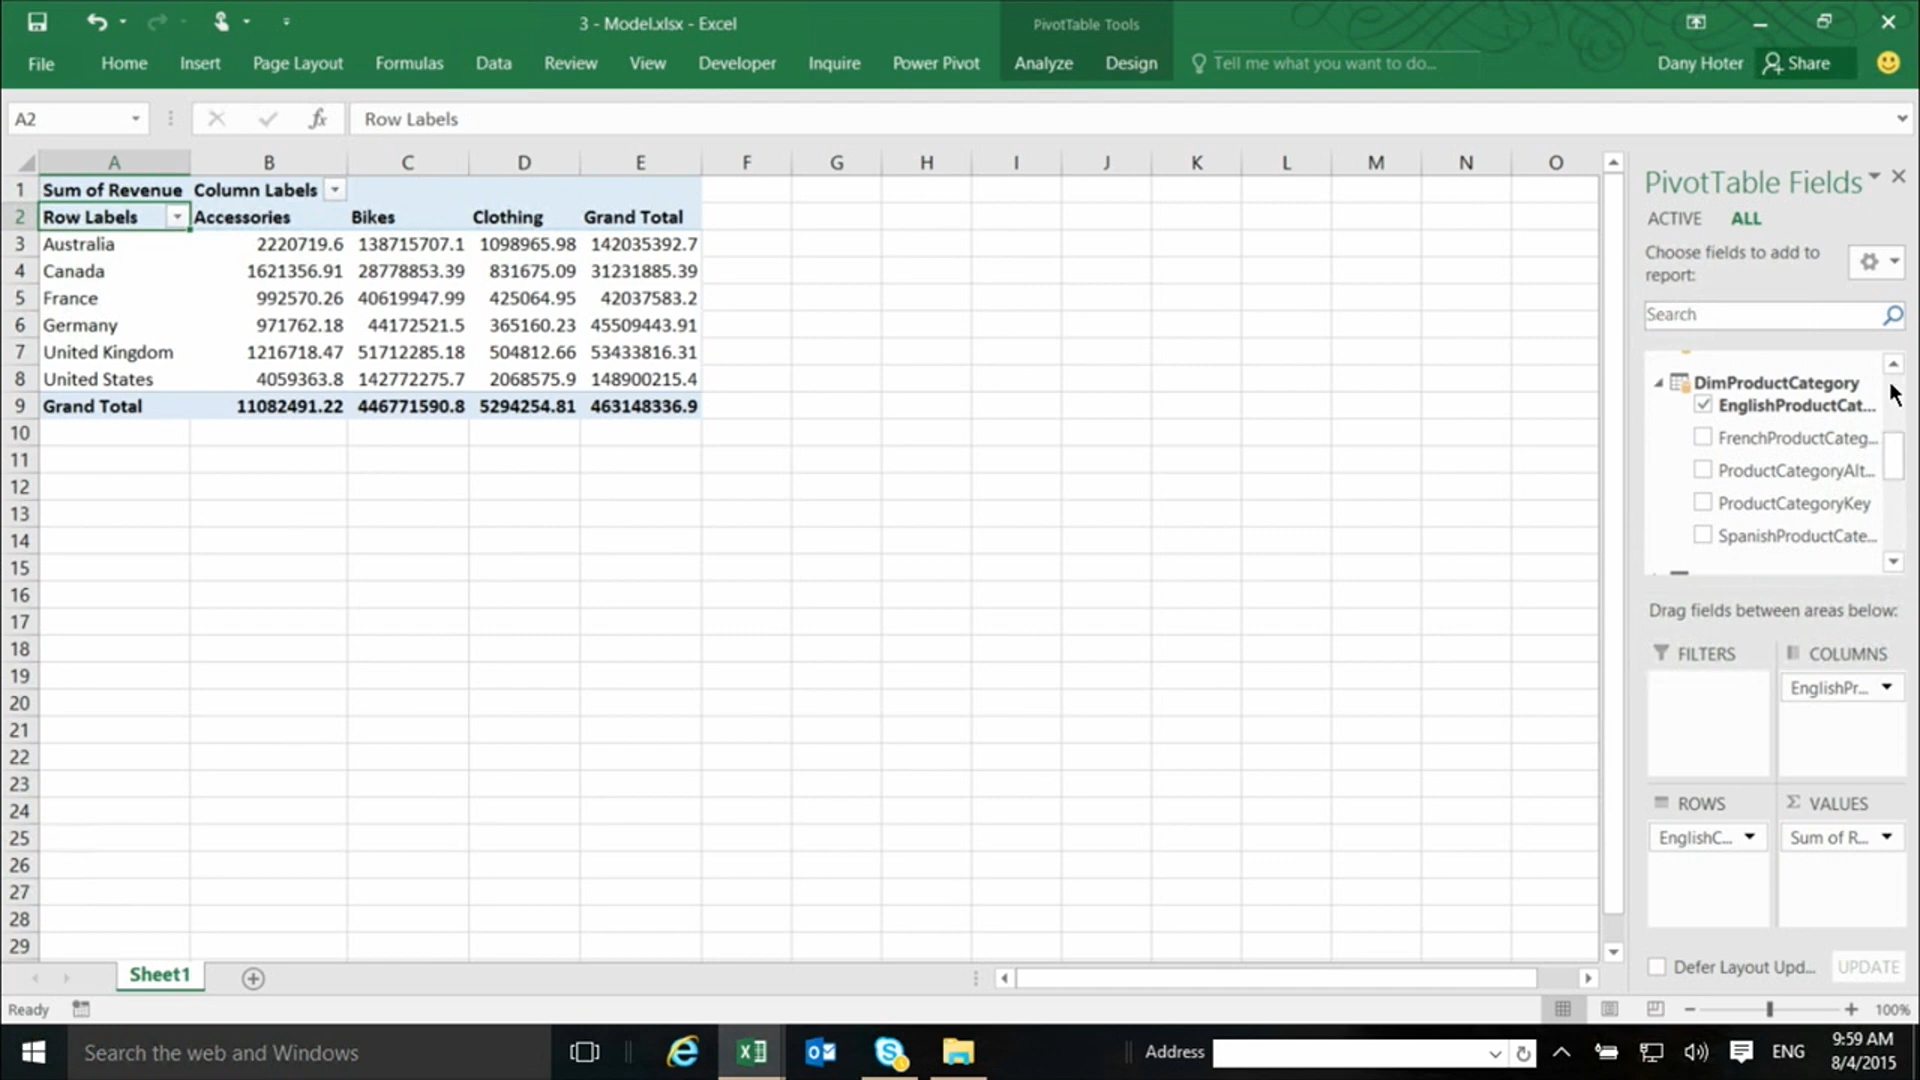 3 - Model.xlsx - Excel
PivotTable Tools
File Home Insert Page Layout Formulas Data Review View Developer Inquire Power Pivot Analyze Design Tell me what you want to do... Dany Hoter Share
A2 fx Row Labels
A B C D E F G H I J K L M N O
1 Sum of Revenue Column Labels
2 Row Labels Accessories Bikes Clothing Grand Total
3 Australia 2220719.6 138715707.1 1098965.98 142035392.7
4 Canada 1621356.91 28778853.39 831675.09 31231885.39
5 France 992570.26 40619947.99 425064.95 42037583.2
6 Germany 971762.18 44172521.5 365160.23 45509443.91
7 United Kingdom 1216718.47 51712285.18 504812.66 53433816.31
8 United States 4059363.8 142772275.7 2068575.9 148900215.4
9 Grand Total 11082491.22 446771590.8 5294254.81 463148336.9
10
11
12
13
14
15
16
17
18
19
20
21
22
23
24
25
26
27
28
29
PivotTable Fields
ACTIVE ALL
Choose fields to add to
report:
Search
DimProductCategory
EnglishProductCat...
FrenchProductCateg...
ProductCategoryAlt...
ProductCategoryKey
SpanishProductCate...
Drag fields between areas below:
FILTERS COLUMNS
EnglishPr...
ROWS Σ VALUES
EnglishC... Sum of R...
Defer Layout Upd... UPDATE
Sheet1
Ready 100%
Search the web and Windows Address ENG 9:59 AM
8/4/2015